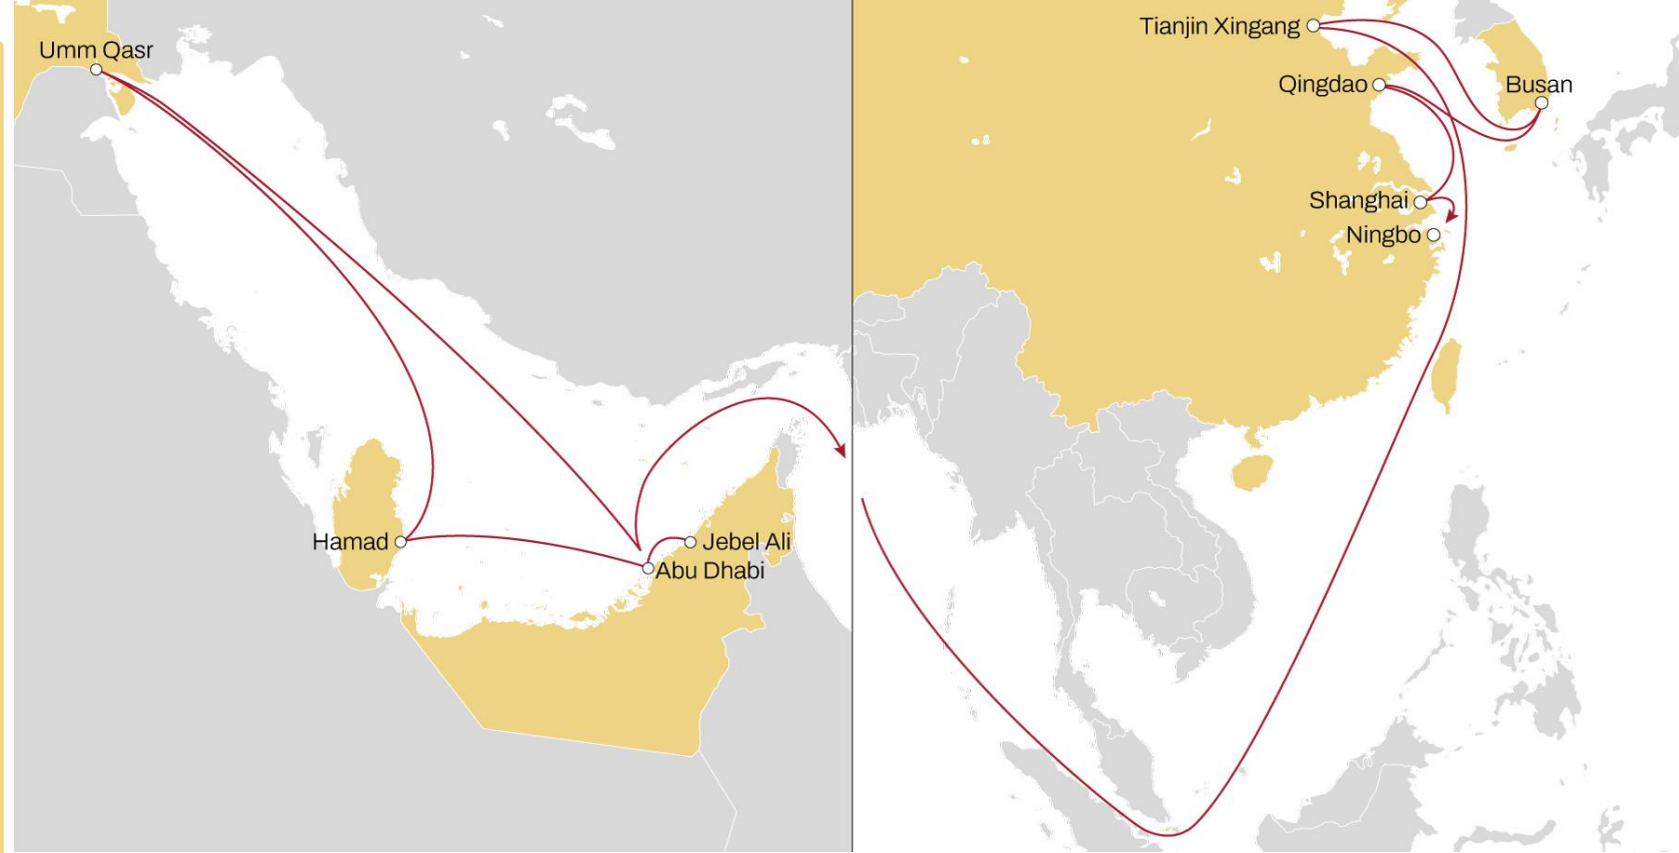 Umm Qasr
Hamad
Jebel Ali
Abu Dhabi
Tianjin Xingang
Qingdao
Busan
Shanghai
Ningbo